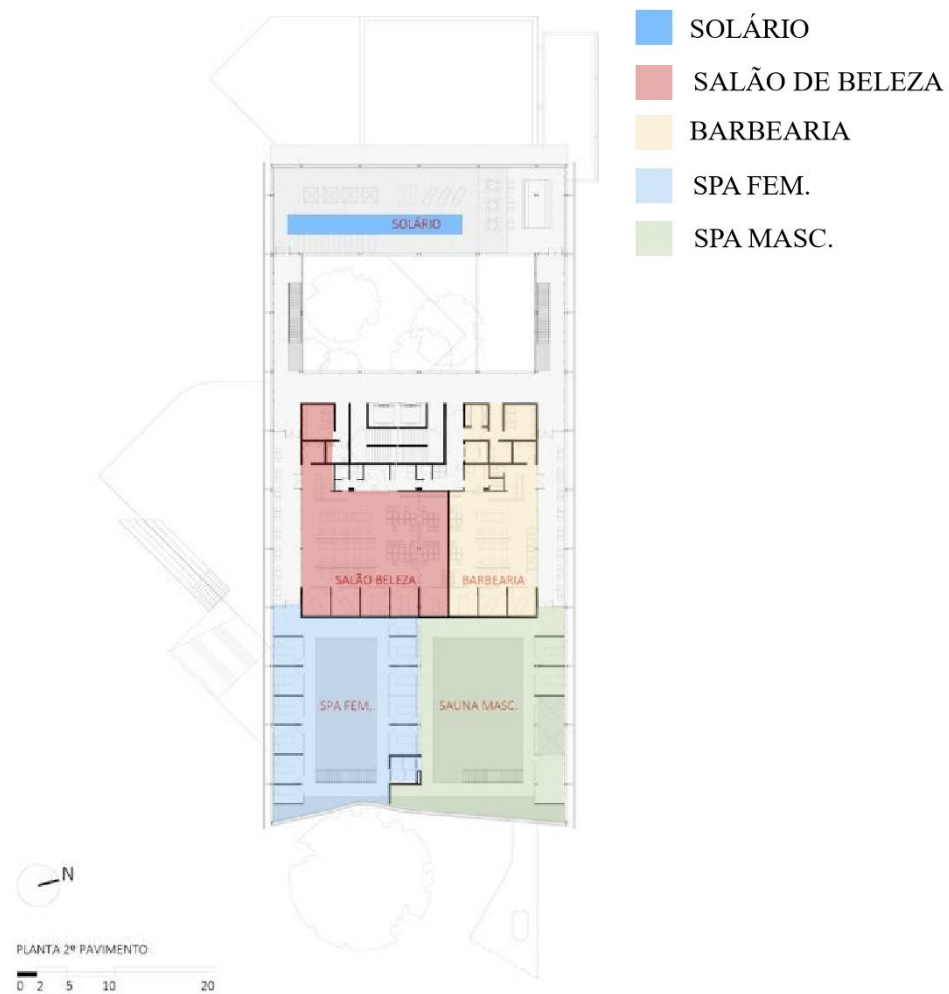 SOLÁRIO
SALÃO DE BELEZA
BARBEARIA
SPA FEM.
SPA MASC.
SOLÁRIO
SALÃO BELEZA
BARBEARIA
SPA FEM.
SAUNA MASC.
N
PLANTA 2º PAVIMENTO
0 2 5 10 20